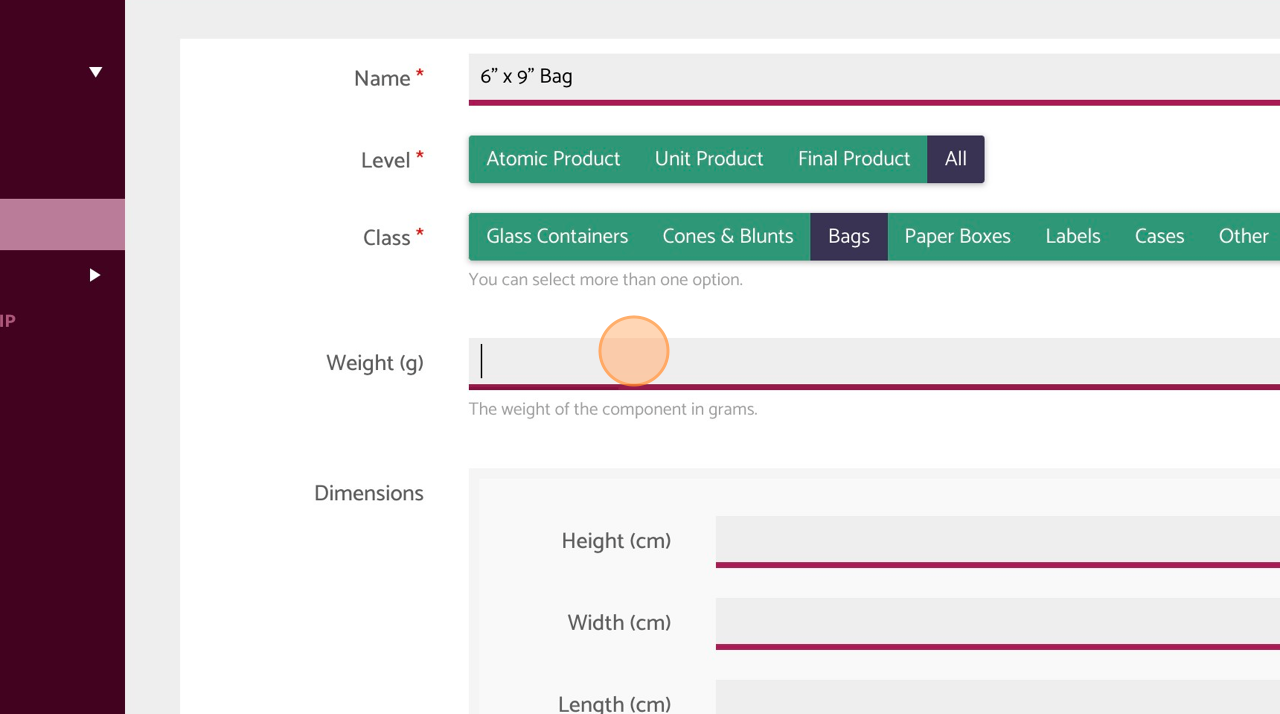 Name * 6” x 9” Bag
Level * Atomic Product Unit Product Final Product All
Class * Glass Containers Cones & Blunts Bags Paper Boxes Labels Cases Other
You can select more than one option.
IP
Weight (g)
The weight of the component in grams.
Dimensions
Height (cm)
Width (cm)
Length (cm)